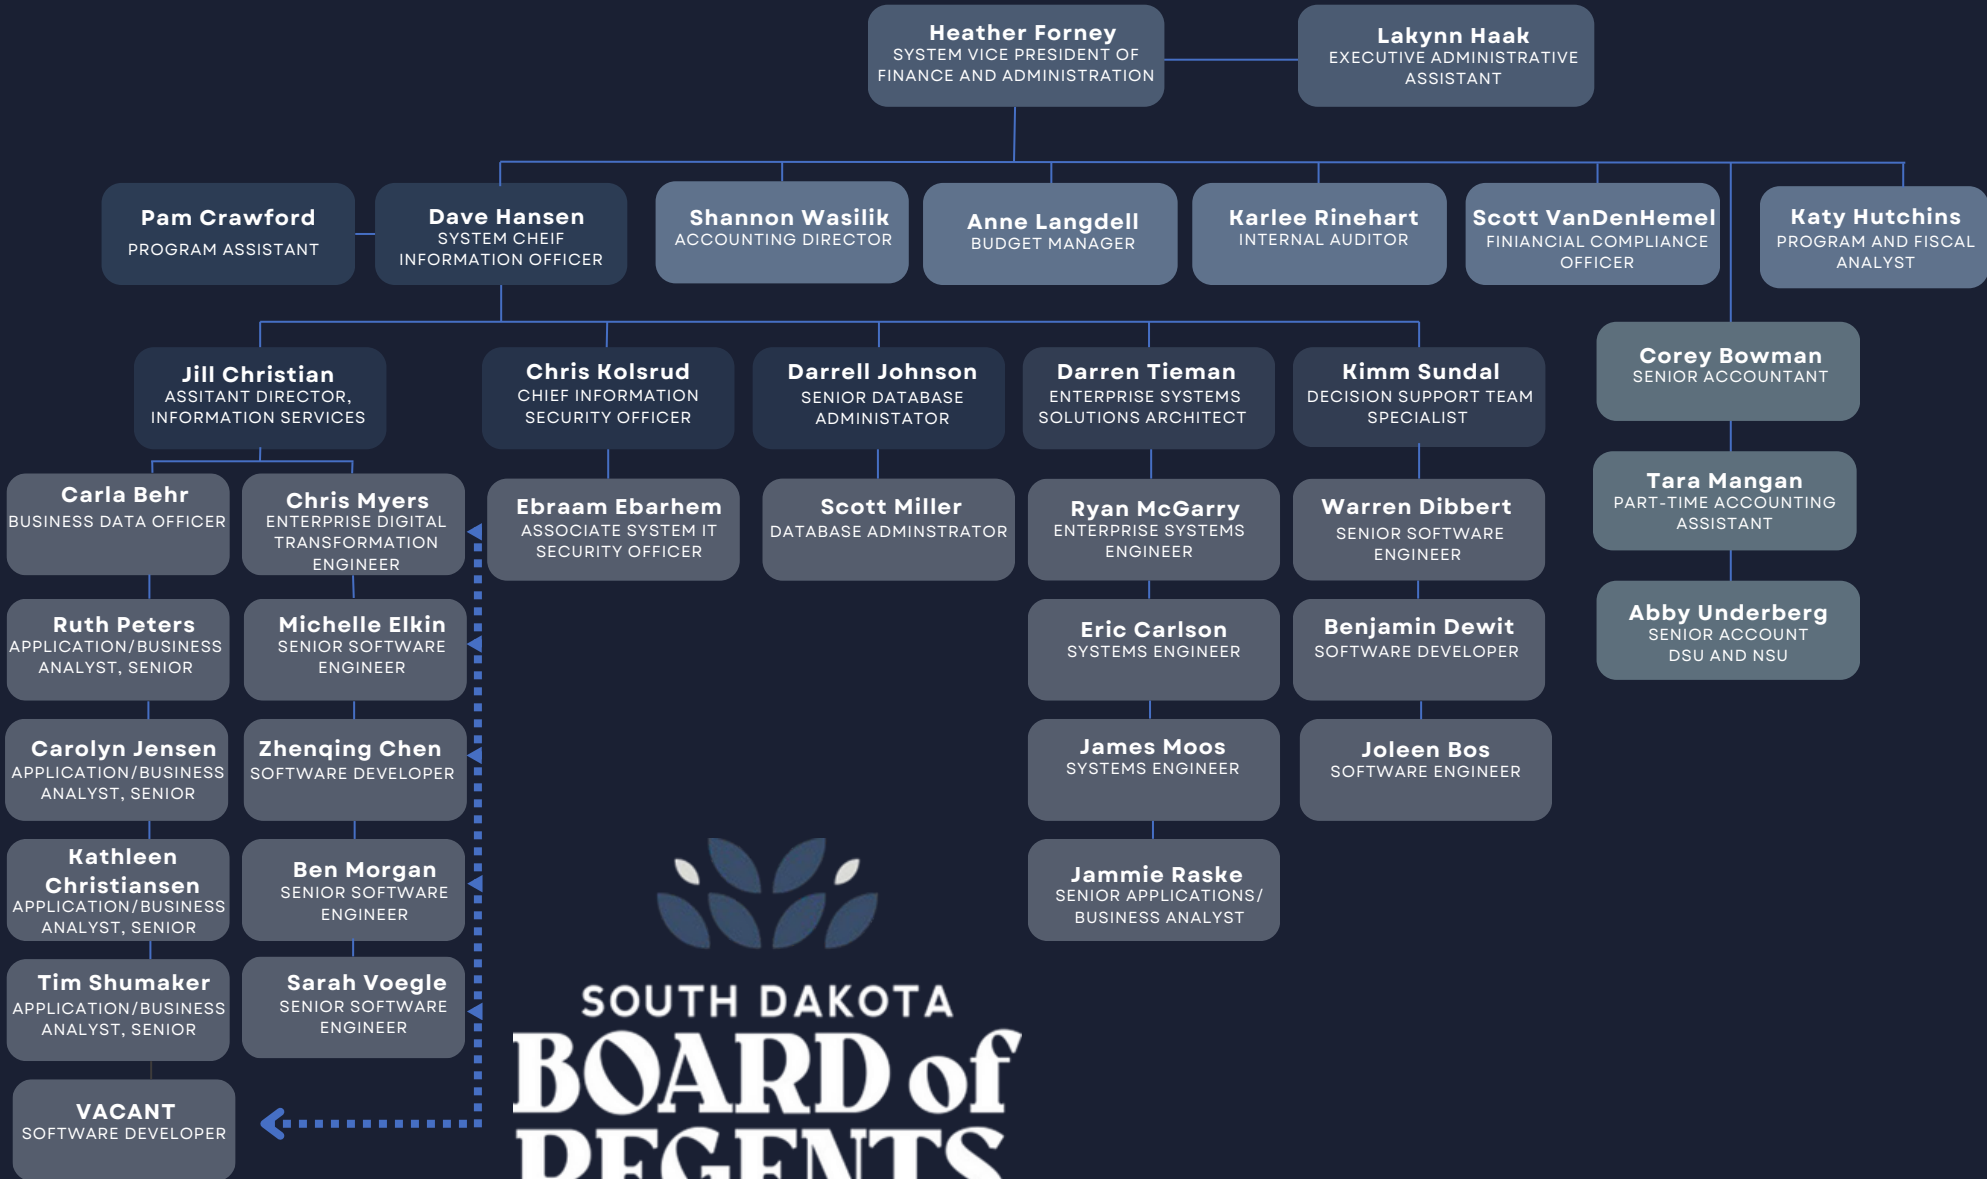 Heather Forney
SYSTEM VICE PRESIDENT OF
FINANCE AND ADMINISTRATION
Lakynn Haak
EXECUTIVE ADMINISTRATIVE
ASSISTANT
Pam Crawford
PROGRAM ASSISTANT
Dave Hansen
SYSTEM CHEIF
INFORMATION OFFICER
Shannon Wasilik
ACCOUNTING DIRECTOR
Anne Langdell
BUDGET MANAGER
Karlee Rinehart
INTERNAL AUDITOR
Scott VanDenHemel
FINIANCIAL COMPLIANCE
OFFICER
Katy Hutchins
PROGRAM AND FISCAL
ANALYST
Jill Christian
ASSITANT DIRECTOR,
INFORMATION SERVICES
Chris Kolsrud
CHIEF INFORMATION
SECURITY OFFICER
Darrell Johnson
SENIOR DATABASE
ADMINISTATOR
Darren Tieman
ENTERPRISE SYSTEMS
SOLUTIONS ARCHITECT
Kimm Sundal
DECISION SUPPORT TEAM
SPECIALIST
Corey Bowman
SENIOR ACCOUNTANT
Carla Behr
BUSINESS DATA OFFICER
Chris Myers
ENTERPRISE DIGITAL
TRANSFORMATION
ENGINEER
Ebraam Ebarhem
ASSOCIATE SYSTEM IT
SECURITY OFFICER
Scott Miller
DATABASE ADMINSTRATOR
Ryan McGarry
ENTERPRISE SYSTEMS
ENGINEER
Warren Dibbert
SENIOR SOFTWARE
ENGINEER
Tara Mangan
PART-TIME ACCOUNTING
ASSISTANT
Ruth Peters
APPLICATION/BUSINESS
ANALYST, SENIOR
Michelle Elkin
SENIOR SOFTWARE
ENGINEER
Eric Carlson
SYSTEMS ENGINEER
Benjamin Dewit
SOFTWARE DEVELOPER
Abby Underberg
SENIOR ACCOUNT
DSU AND NSU
Carolyn Jensen
APPLICATION/BUSINESS
ANALYST, SENIOR
Zhenqing Chen
SOFTWARE DEVELOPER
James Moos
SYSTEMS ENGINEER
Joleen Bos
SOFTWARE ENGINEER
Kathleen
Christiansen
APPLICATION/BUSINESS
ANALYST, SENIOR
Ben Morgan
SENIOR SOFTWARE
ENGINEER
Jammie Raske
SENIOR APPLICATIONS/
BUSINESS ANALYST
Tim Shumaker
APPLICATION/BUSINESS
ANALYST, SENIOR
Sarah Voegle
SENIOR SOFTWARE
ENGINEER
VACANT
SOFTWARE DEVELOPER
SOUTH DAKOTA
BOARD of
REGENTS